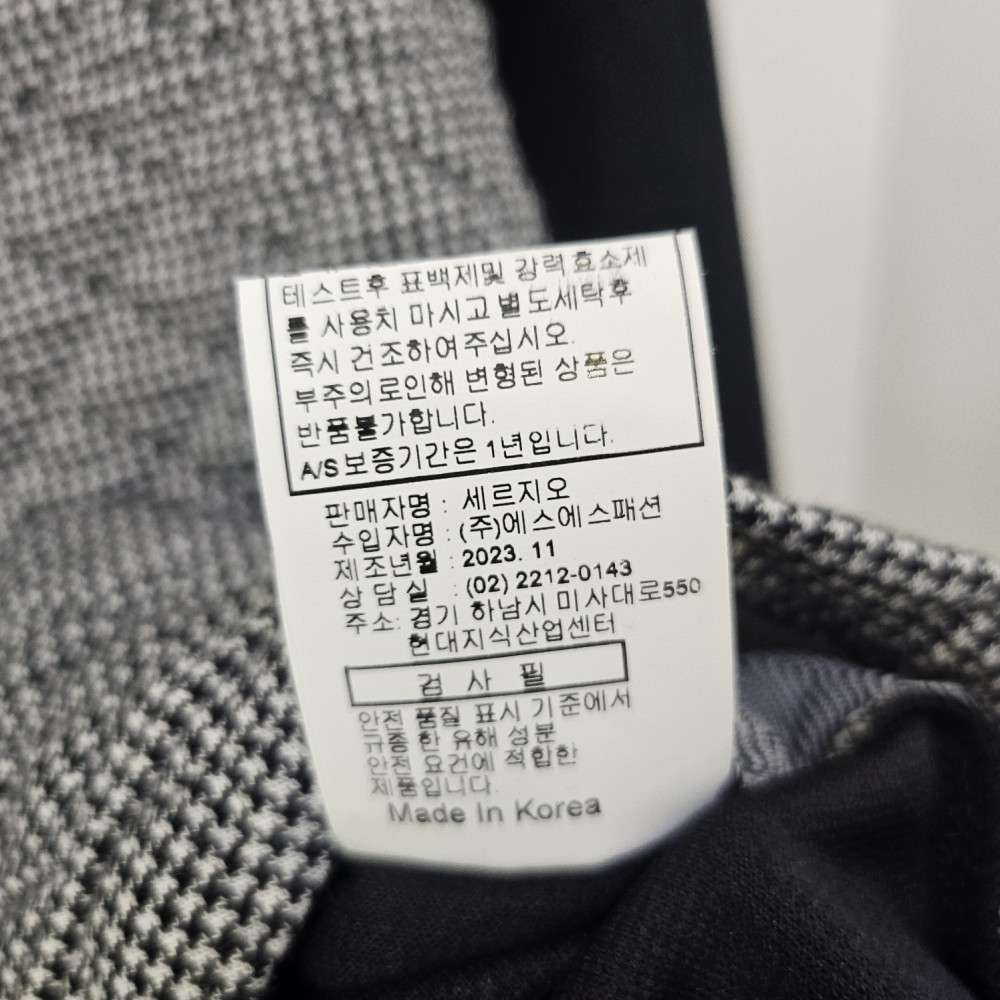 테스트후 표백제및 강력효소제
를 사용치 마시고 별도세탁후
즉시 건조하여주십시오.
부주의로인해 변형된 상품은
반품불가합니다.
A/S보증기간은 1년입니다.
판매자명 : 세르지오
수입자명 : (주)에스에스패션
제조년월 : 2023. 11
상담실 : (02) 2212-0143
주소: 경기 하남시 미사대로550
현대지식산업센터
검 사 필
안전 품질 표시 기준에서
규종한 유해 성분
안전 요건에 적합한
제품입니다.
Made In Korea